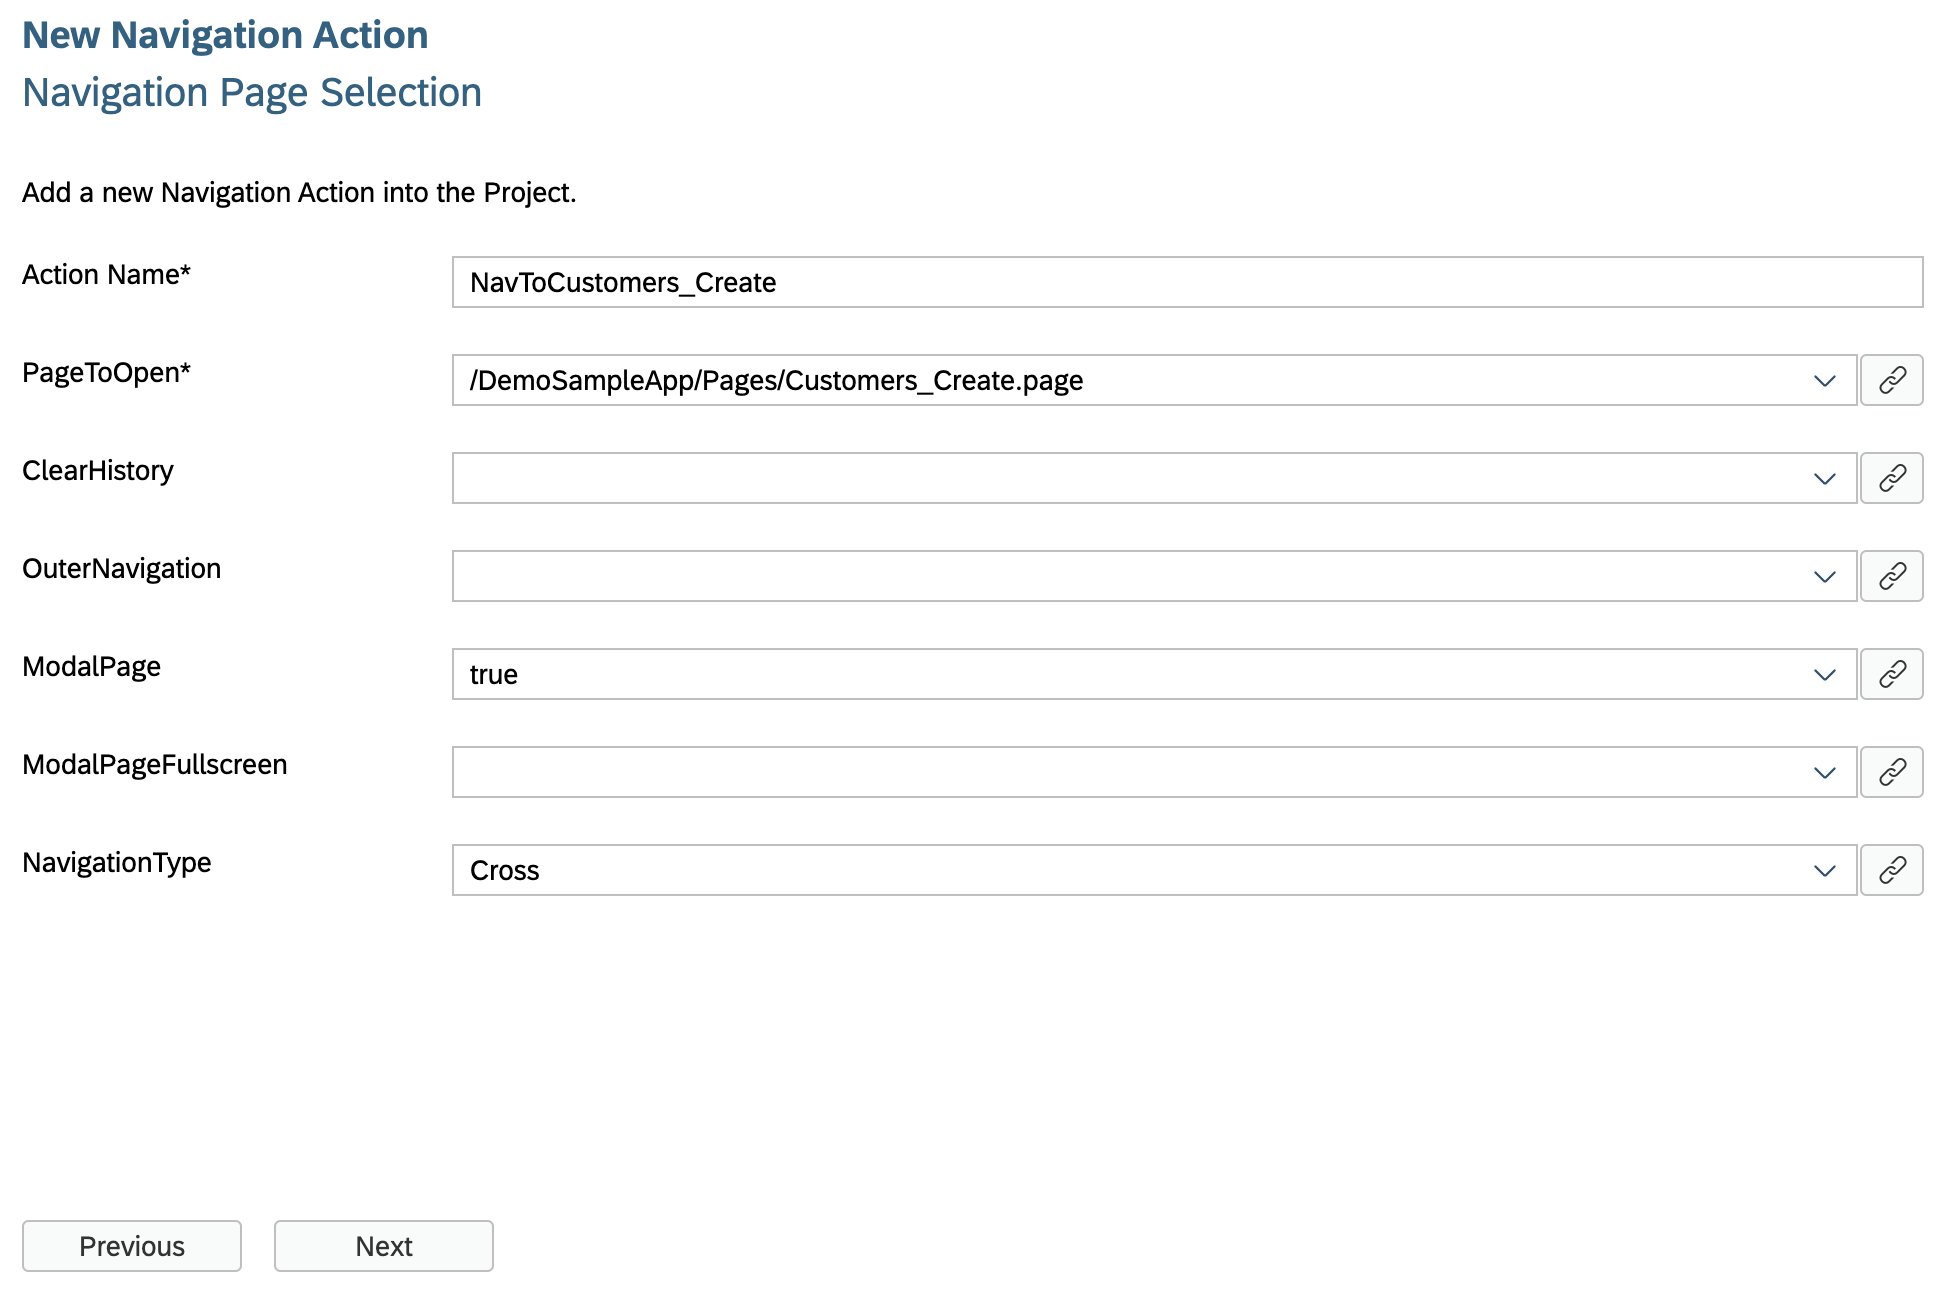 New Navigation Action
Navigation Page Selection
Add a new Navigation Action into the Project.
Action Name*
NavToCustomers_Create
PageToOpen*
/DemoSampleApp/Pages/Customers_Create.page
ClearHistory
OuterNavigation
ModalPage
true
ModalPageFullscreen
NavigationType
Cross
Previous
Next